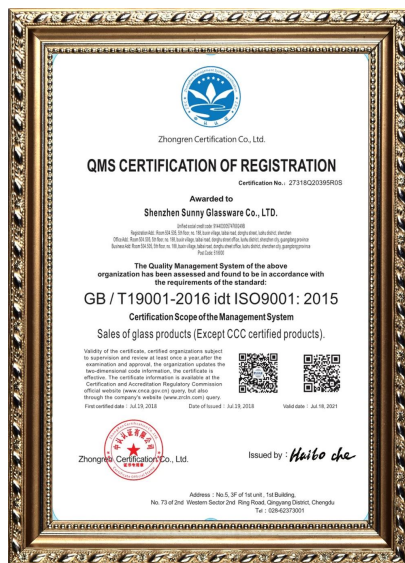 Zhongren Certification Co., Ltd.
QMS CERTIFICATION OF REGISTRATION
Certification No.: 27318Q20395R0S
Awarded to
Shenzhen Sunny Glassware Co., LTD.
The Quality Management System of the above
organization has been assessed and found to be in accordance with
the requirements of the standard:
GB / T19001-2016 idt ISO9001: 2015
Certification Scope of the Management System
Sales of glass products (Except CCC certified products).
Validity of the certificate, certified organizations subject
to supervision and review at least once a year.after the
examination and approval, the organization updates the
two-dimensional code information, the certificate is
effective. The certificate information is available at the
Certification and Accreditation Regulatory Commission
official website (www.cnca.gov.cn) query, but also
through the company's website (www.zrcln.com) query.
First certified date : Jul.19, 2018
Date of Issued : Jul.19, 2018
Valid date : Jul.18, 2021
Zhongren Certification Co., Ltd.
Issued by : Haibo che
Address : No.5, 3F of 1st unit , 1st Building,
No. 73 of 2nd Western Sector 2nd Ring Road, Qingyang District, Chengdu
Tel : 028-62373001